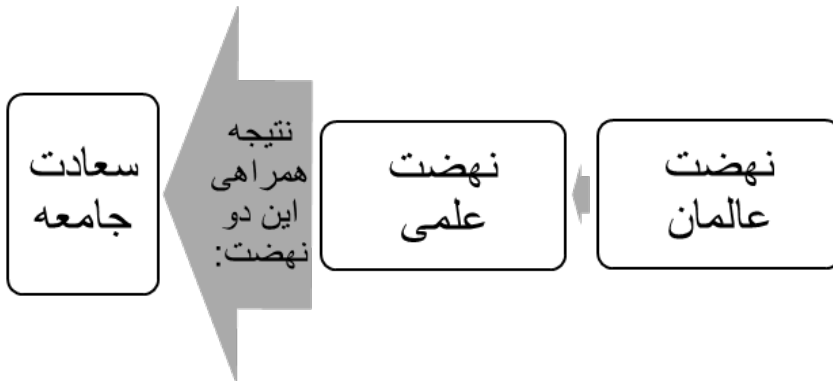 نهضت
عالمان
نهضت
علمی
نتیجه
همراهی
این دو
نهضت:
سعادت
جامعه